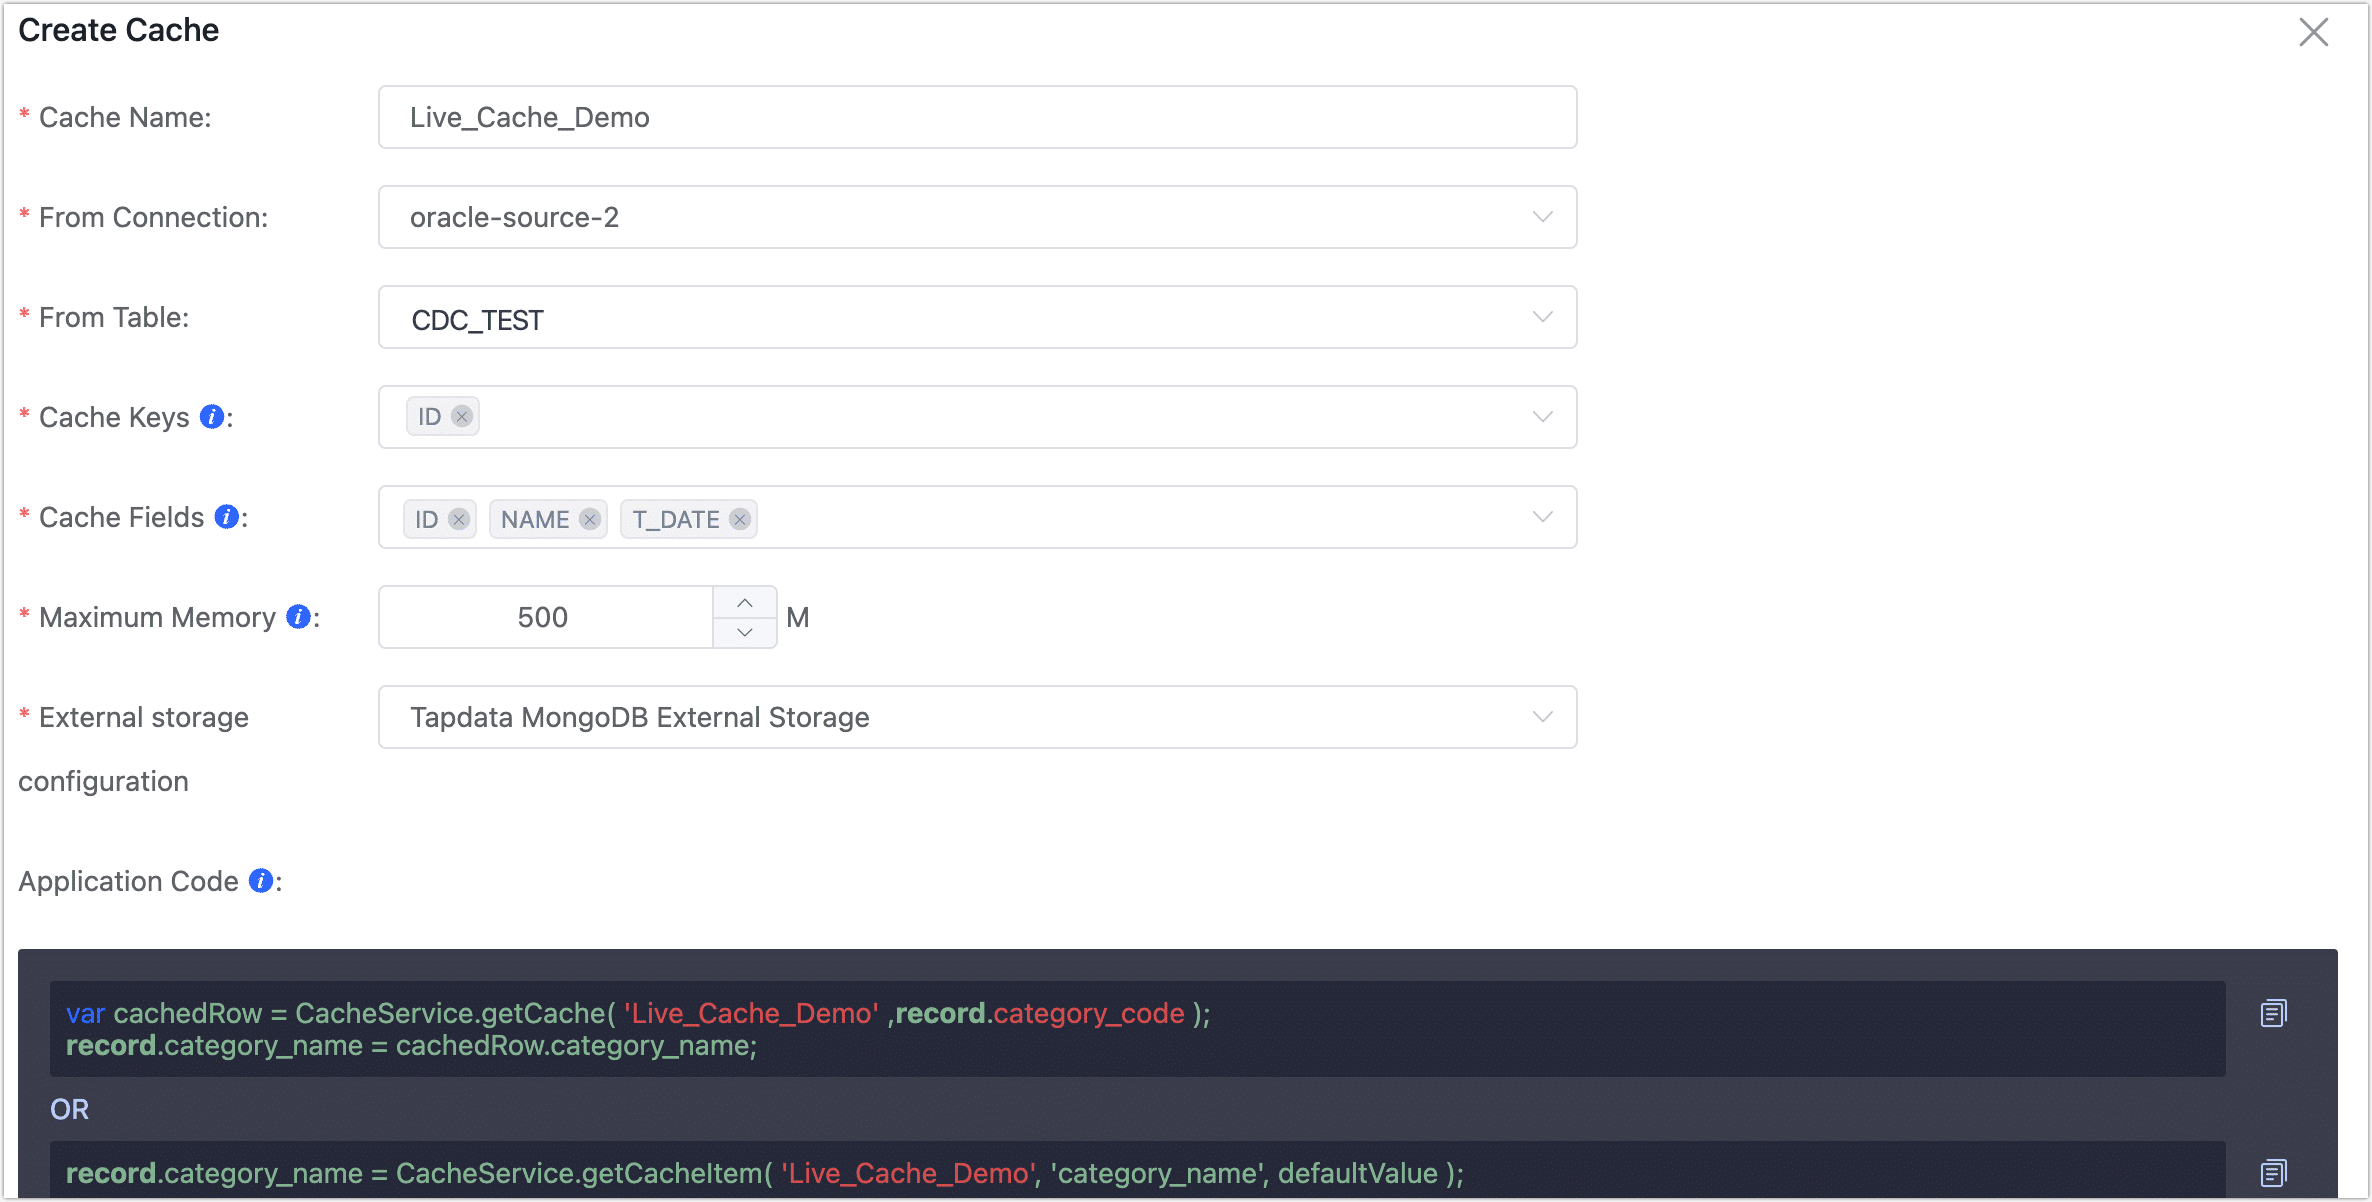 Create Cache
* Cache Name: Live_Cache_Demo
* From Connection: oracle-source-2
* From Table: CDC_TEST
* Cache Keys i: ID
* Cache Fields i: ID NAME T_DATE
* Maximum Memory i: 500 M
* External storage configuration Tapdata MongoDB External Storage
Application Code i:
var cachedRow = CacheService.getCache( 'Live_Cache_Demo' ,record.category_code );
record.category_name = cachedRow.category_name;
OR
record.category_name = CacheService.getCacheItem( 'Live_Cache_Demo', 'category_name', defaultValue );